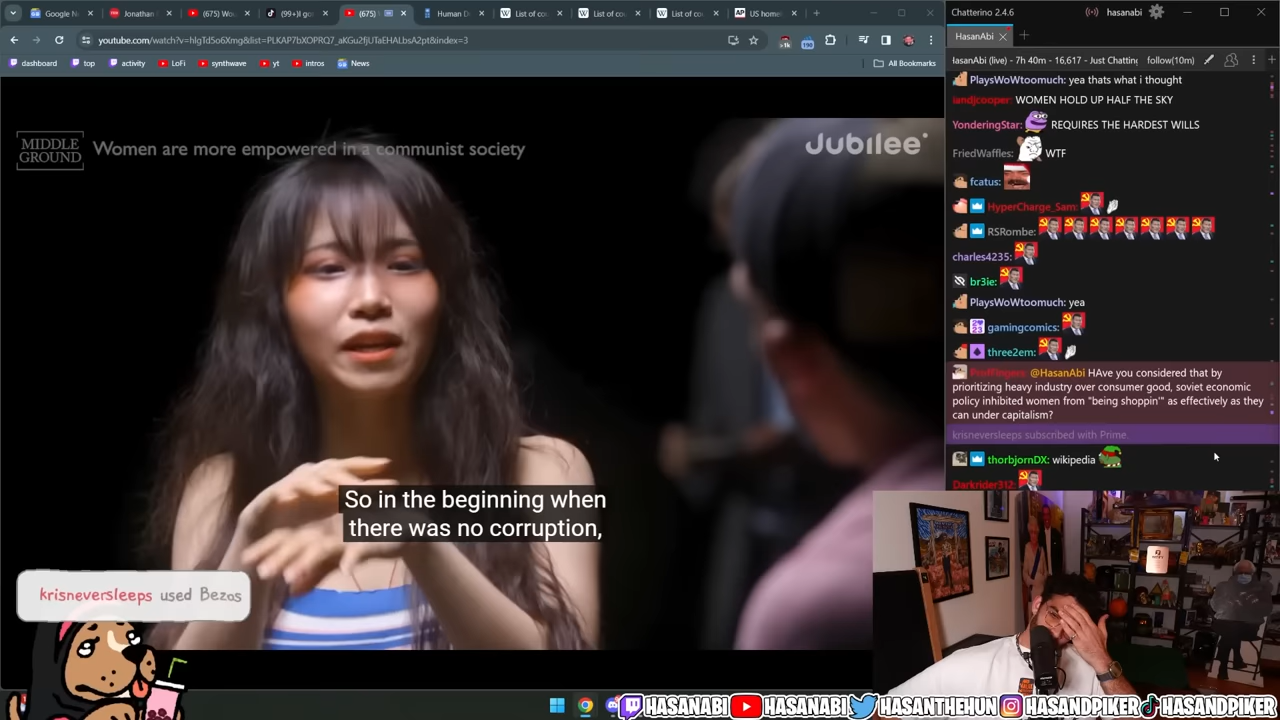 Google N
Jonathan
(675) Wo
(99+)I go
(675)
Human D
List of co
List of co
List of co
US home
youtube.com/watch?v=hlgTd5o6Xmg&list=PLKAP7bXOPRQ7_aKGu2fjUTaEHALbsA2pt&index=3
dashboard
top
activity
LoFi
synthwave
yt
intros
News
All Bookmarks
MIDDLE
GROUND
Women are more empowered in a communist society
Jubilee
So in the beginning when
there was no corruption,
krisneversleeps used Bezos
Chatterino 2.4.6
hasanabi
HasanAbi
HasanAbi (live) - 7h 40m - 16,617 - Just Chatting
follow(10m)
PlaysWoWtoomuch: yea thats what i thought
iandjcooper: WOMEN HOLD UP HALF THE SKY
YonderingStar: REQUIRES THE HARDEST WILLS
FriedWaffles: WTF
fcatus:
HyperCharge_Sam:
RSRombe:
charles4235:
br3ie:
PlaysWoWtoomuch: yea
gamingcomics:
three2em:
@HasanAbi HAve you considered that by
prioritizing heavy industry over consumer good, soviet economic
policy inhibited women from "being shoppin'" as effectively as they
can under capitalism?
krisneversleeps subscribed with Prime.
thorbjornDX: wikipedia
Darkrider312:
HASANABI HASANABI HASANTHEHUN HASANDPIKER HASANDPIKER